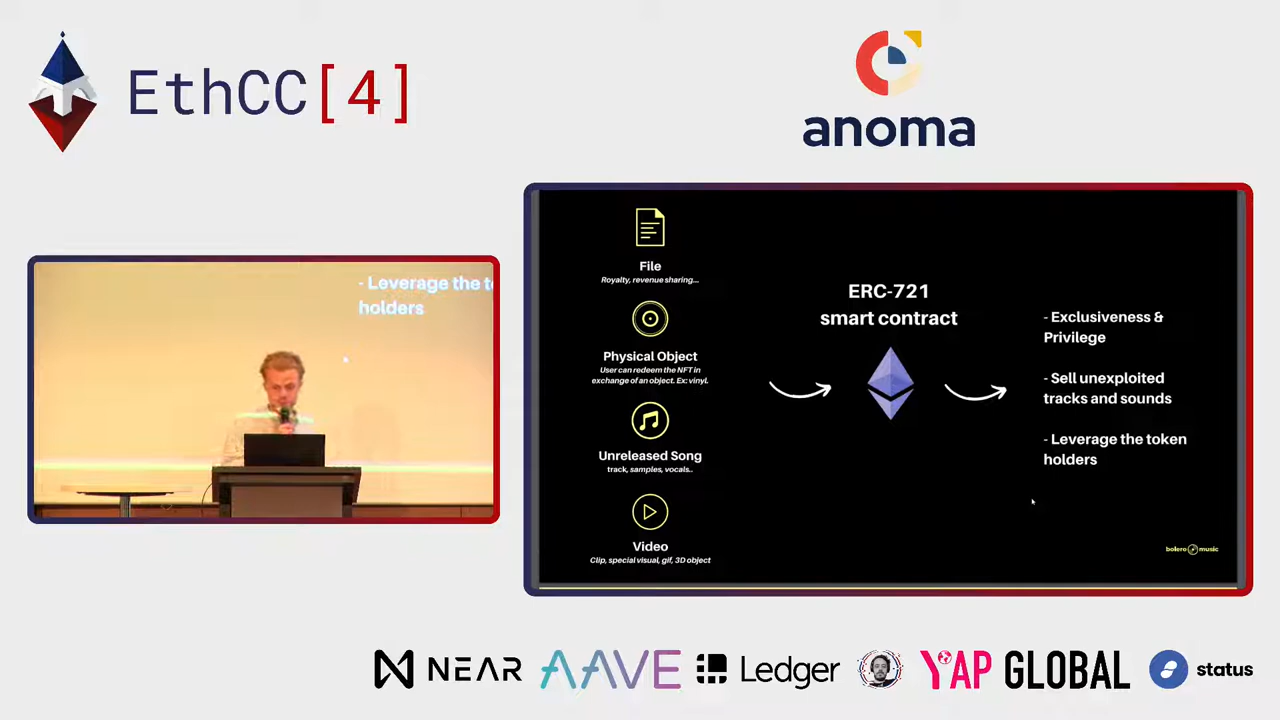 EthCC[4]
anoma
- Leverage the t
holders
File
Royalty, revenue sharing...
Physical Object
User can redeem the NFT in
exchange of an object. Ex: vinyl.
Unreleased Song
track, samples, vocals..
Video
Clip, special visual, gif, 3D object
ERC-721
smart contract
- Exclusiveness &
Privilege
- Sell unexploited
tracks and sounds
- Leverage the token
holders
bolero music
NEAR
AAVE
Ledger
YAP GLOBAL
status